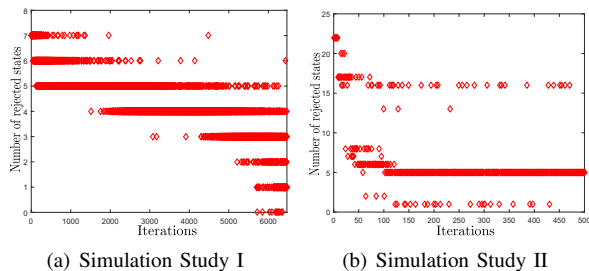 Number of rejected states
8
7
6
5
4
3
2
1
0
0 1000 2000 3000 4000 5000 6000
Iterations
(a) Simulation Study I
Number of rejected states
25
20
15
10
5
0
0 50 100 150 200 250 300 350 400 450 500
Iterations
(b) Simulation Study II